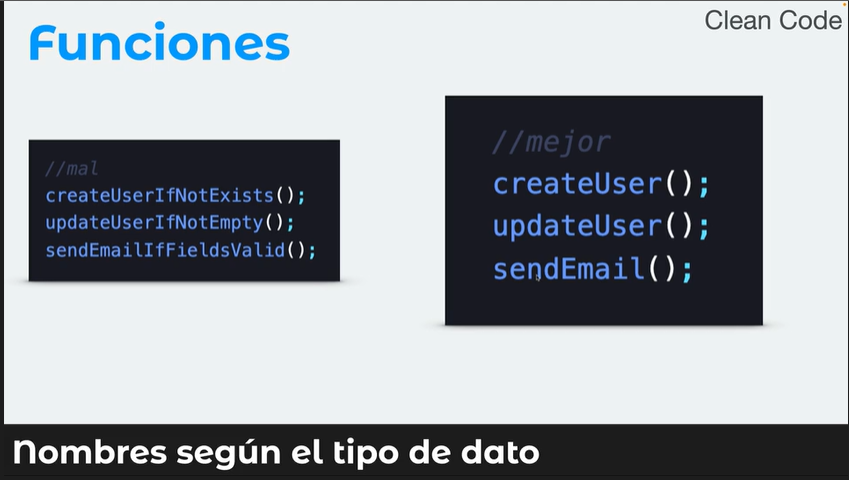 Clean Code
Funciones
//mal
createUserIfNotExists();
updateUserIfNotEmpty();
sendEmailIfFieldsValid();
//mejor
createUser();
updateUser();
sendEmail();
Nombres según el tipo de dato